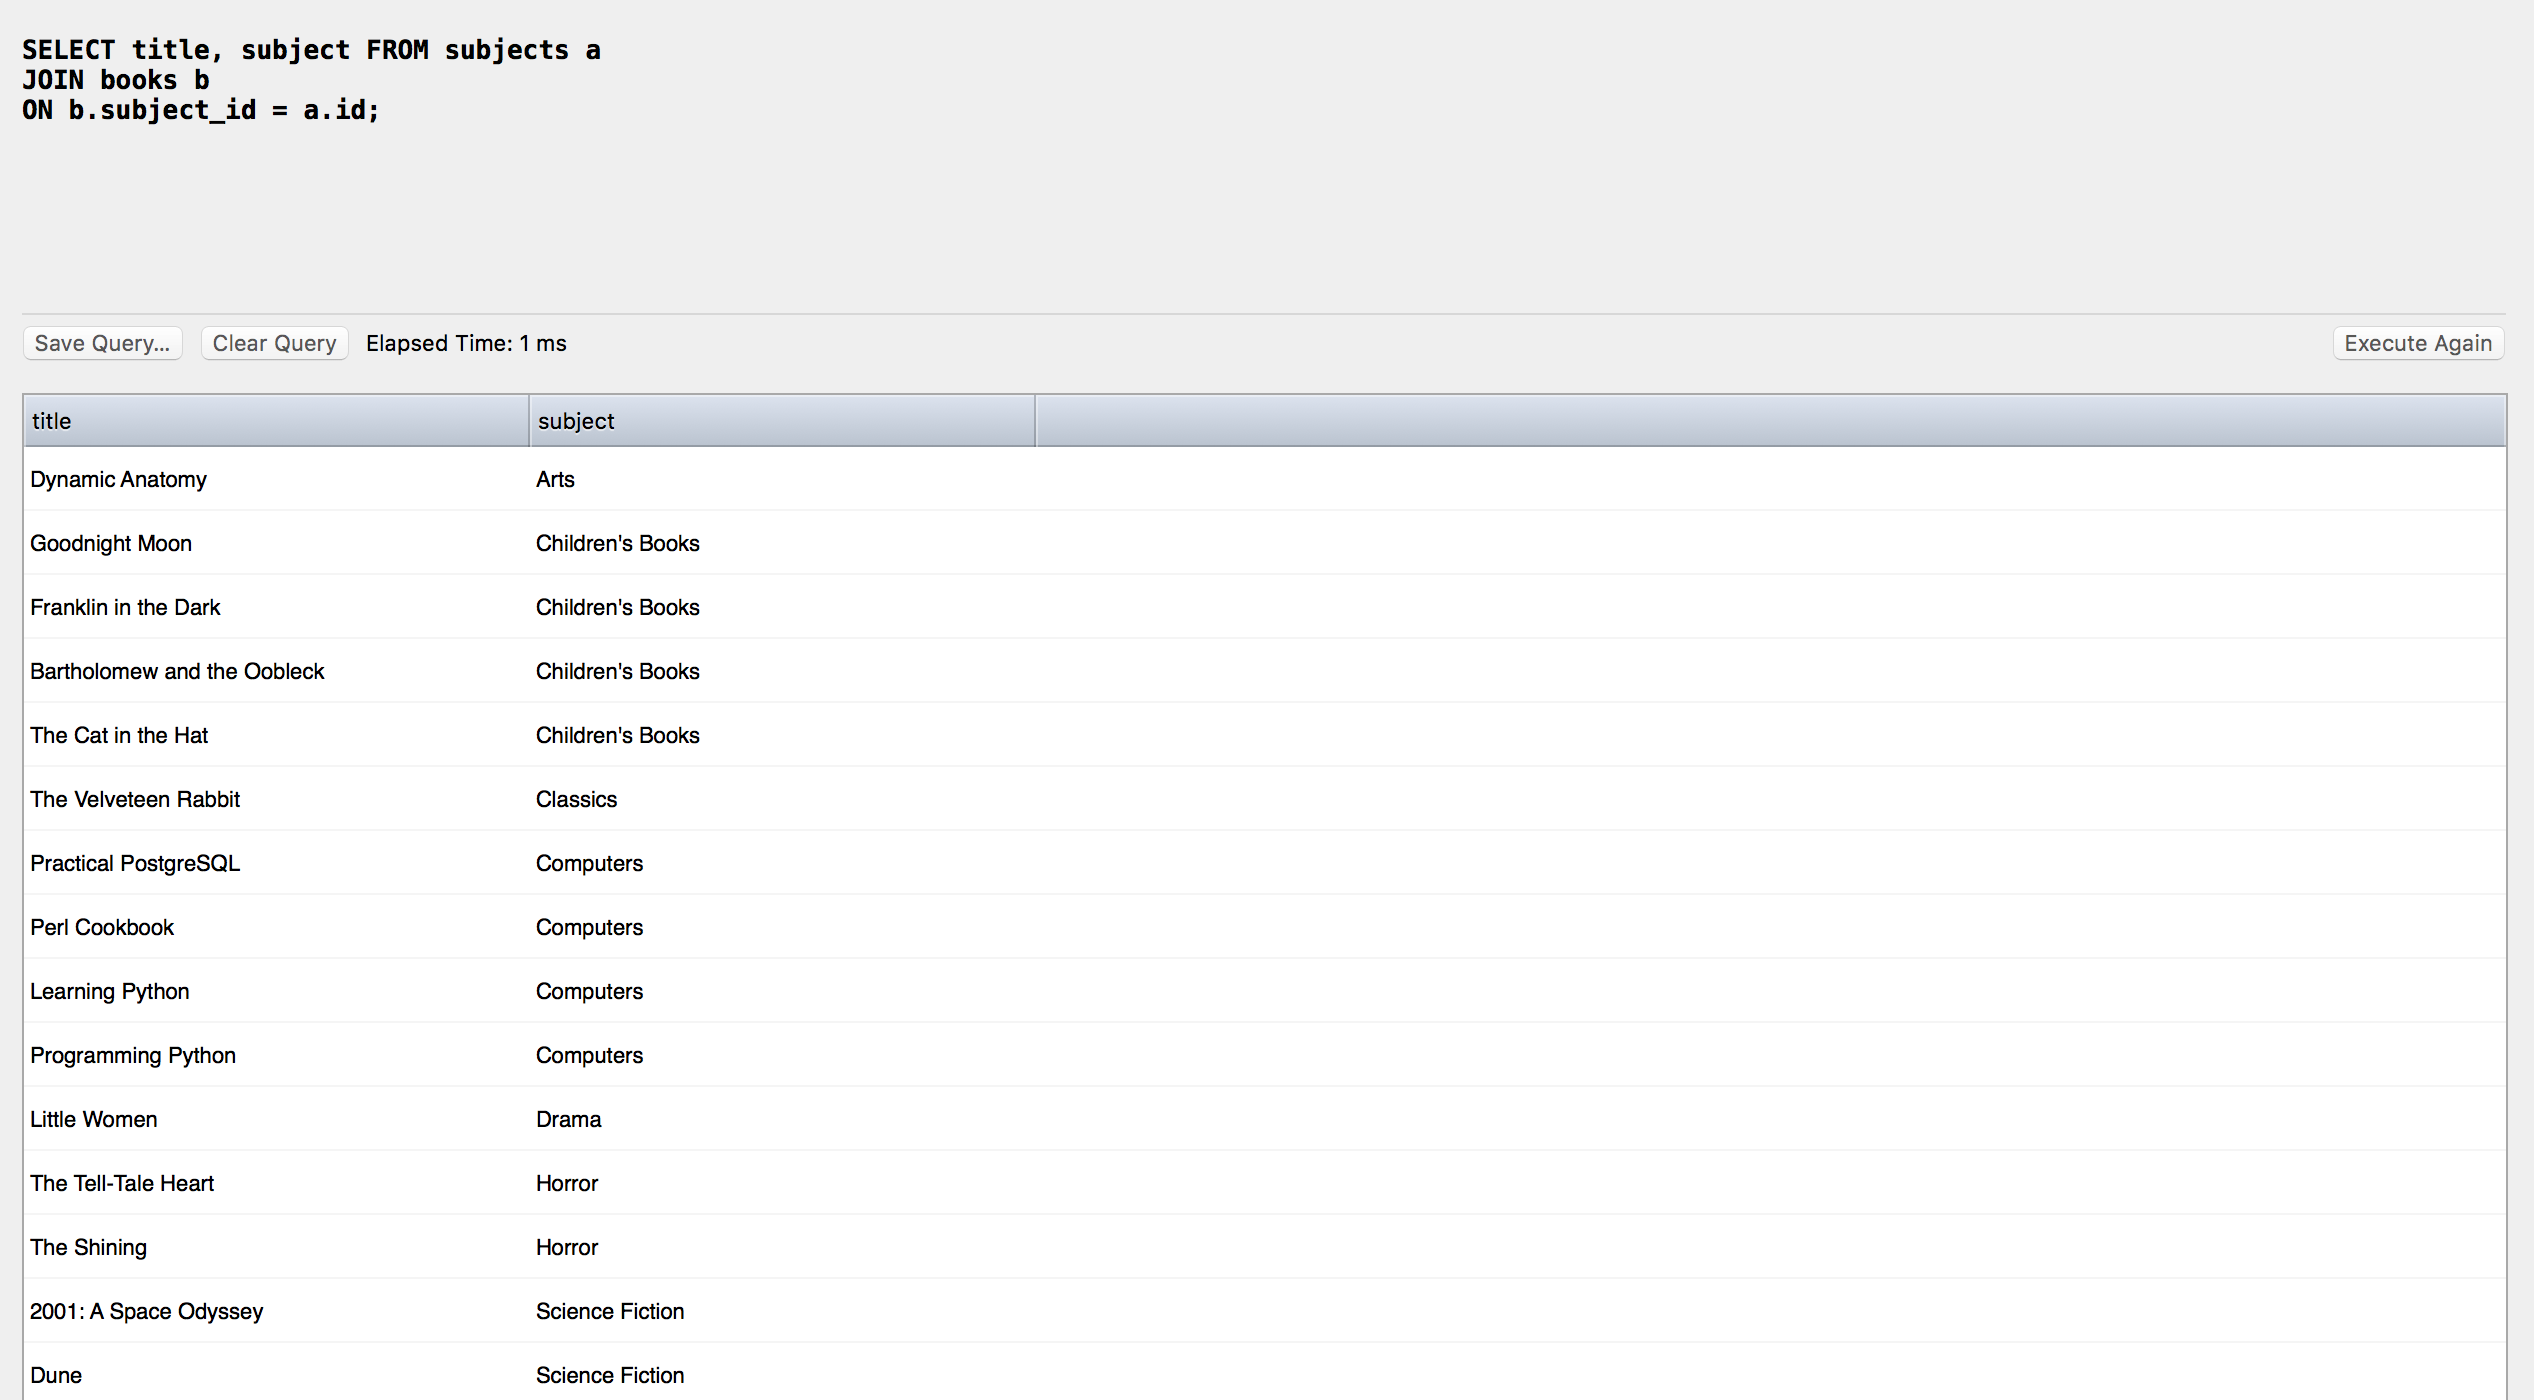 SELECT title, subject FROM subjects a
JOIN books b
ON b.subject_id = a.id;
Save Query... Clear Query Elapsed Time: 1 ms Execute Again
title subject
Dynamic Anatomy Arts
Goodnight Moon Children's Books
Franklin in the Dark Children's Books
Bartholomew and the Oobleck Children's Books
The Cat in the Hat Children's Books
The Velveteen Rabbit Classics
Practical PostgreSQL Computers
Perl Cookbook Computers
Learning Python Computers
Programming Python Computers
Little Women Drama
The Tell-Tale Heart Horror
The Shining Horror
2001: A Space Odyssey Science Fiction
Dune Science Fiction